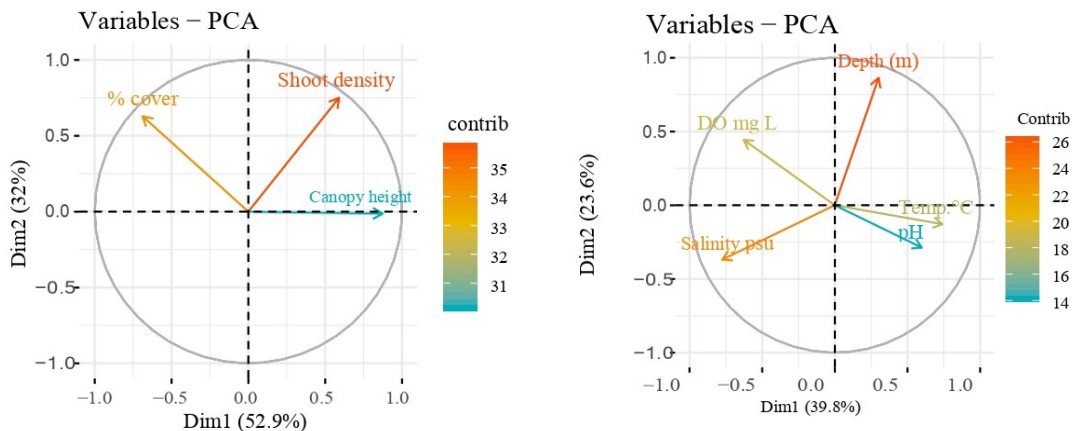 Variables – PCA
1.0
0.5
0.0
−0.5
−1.0
Dim2 (32%)
% cover
Shoot density
Canopy height
−1.0
−0.5
0.0
0.5
1.0
Dim1 (52.9%)
contrib
35
34
33
32
31
Variables – PCA
1.0
0.5
0.0
−0.5
−1.0
Dim2 (23.6%)
Depth (m)
DO mg L
Temp.°C
pH
Salinity psu
−1.0
−0.5
0.0
0.5
1.0
Dim1 (39.8%)
Contrib
26
24
22
20
18
16
14